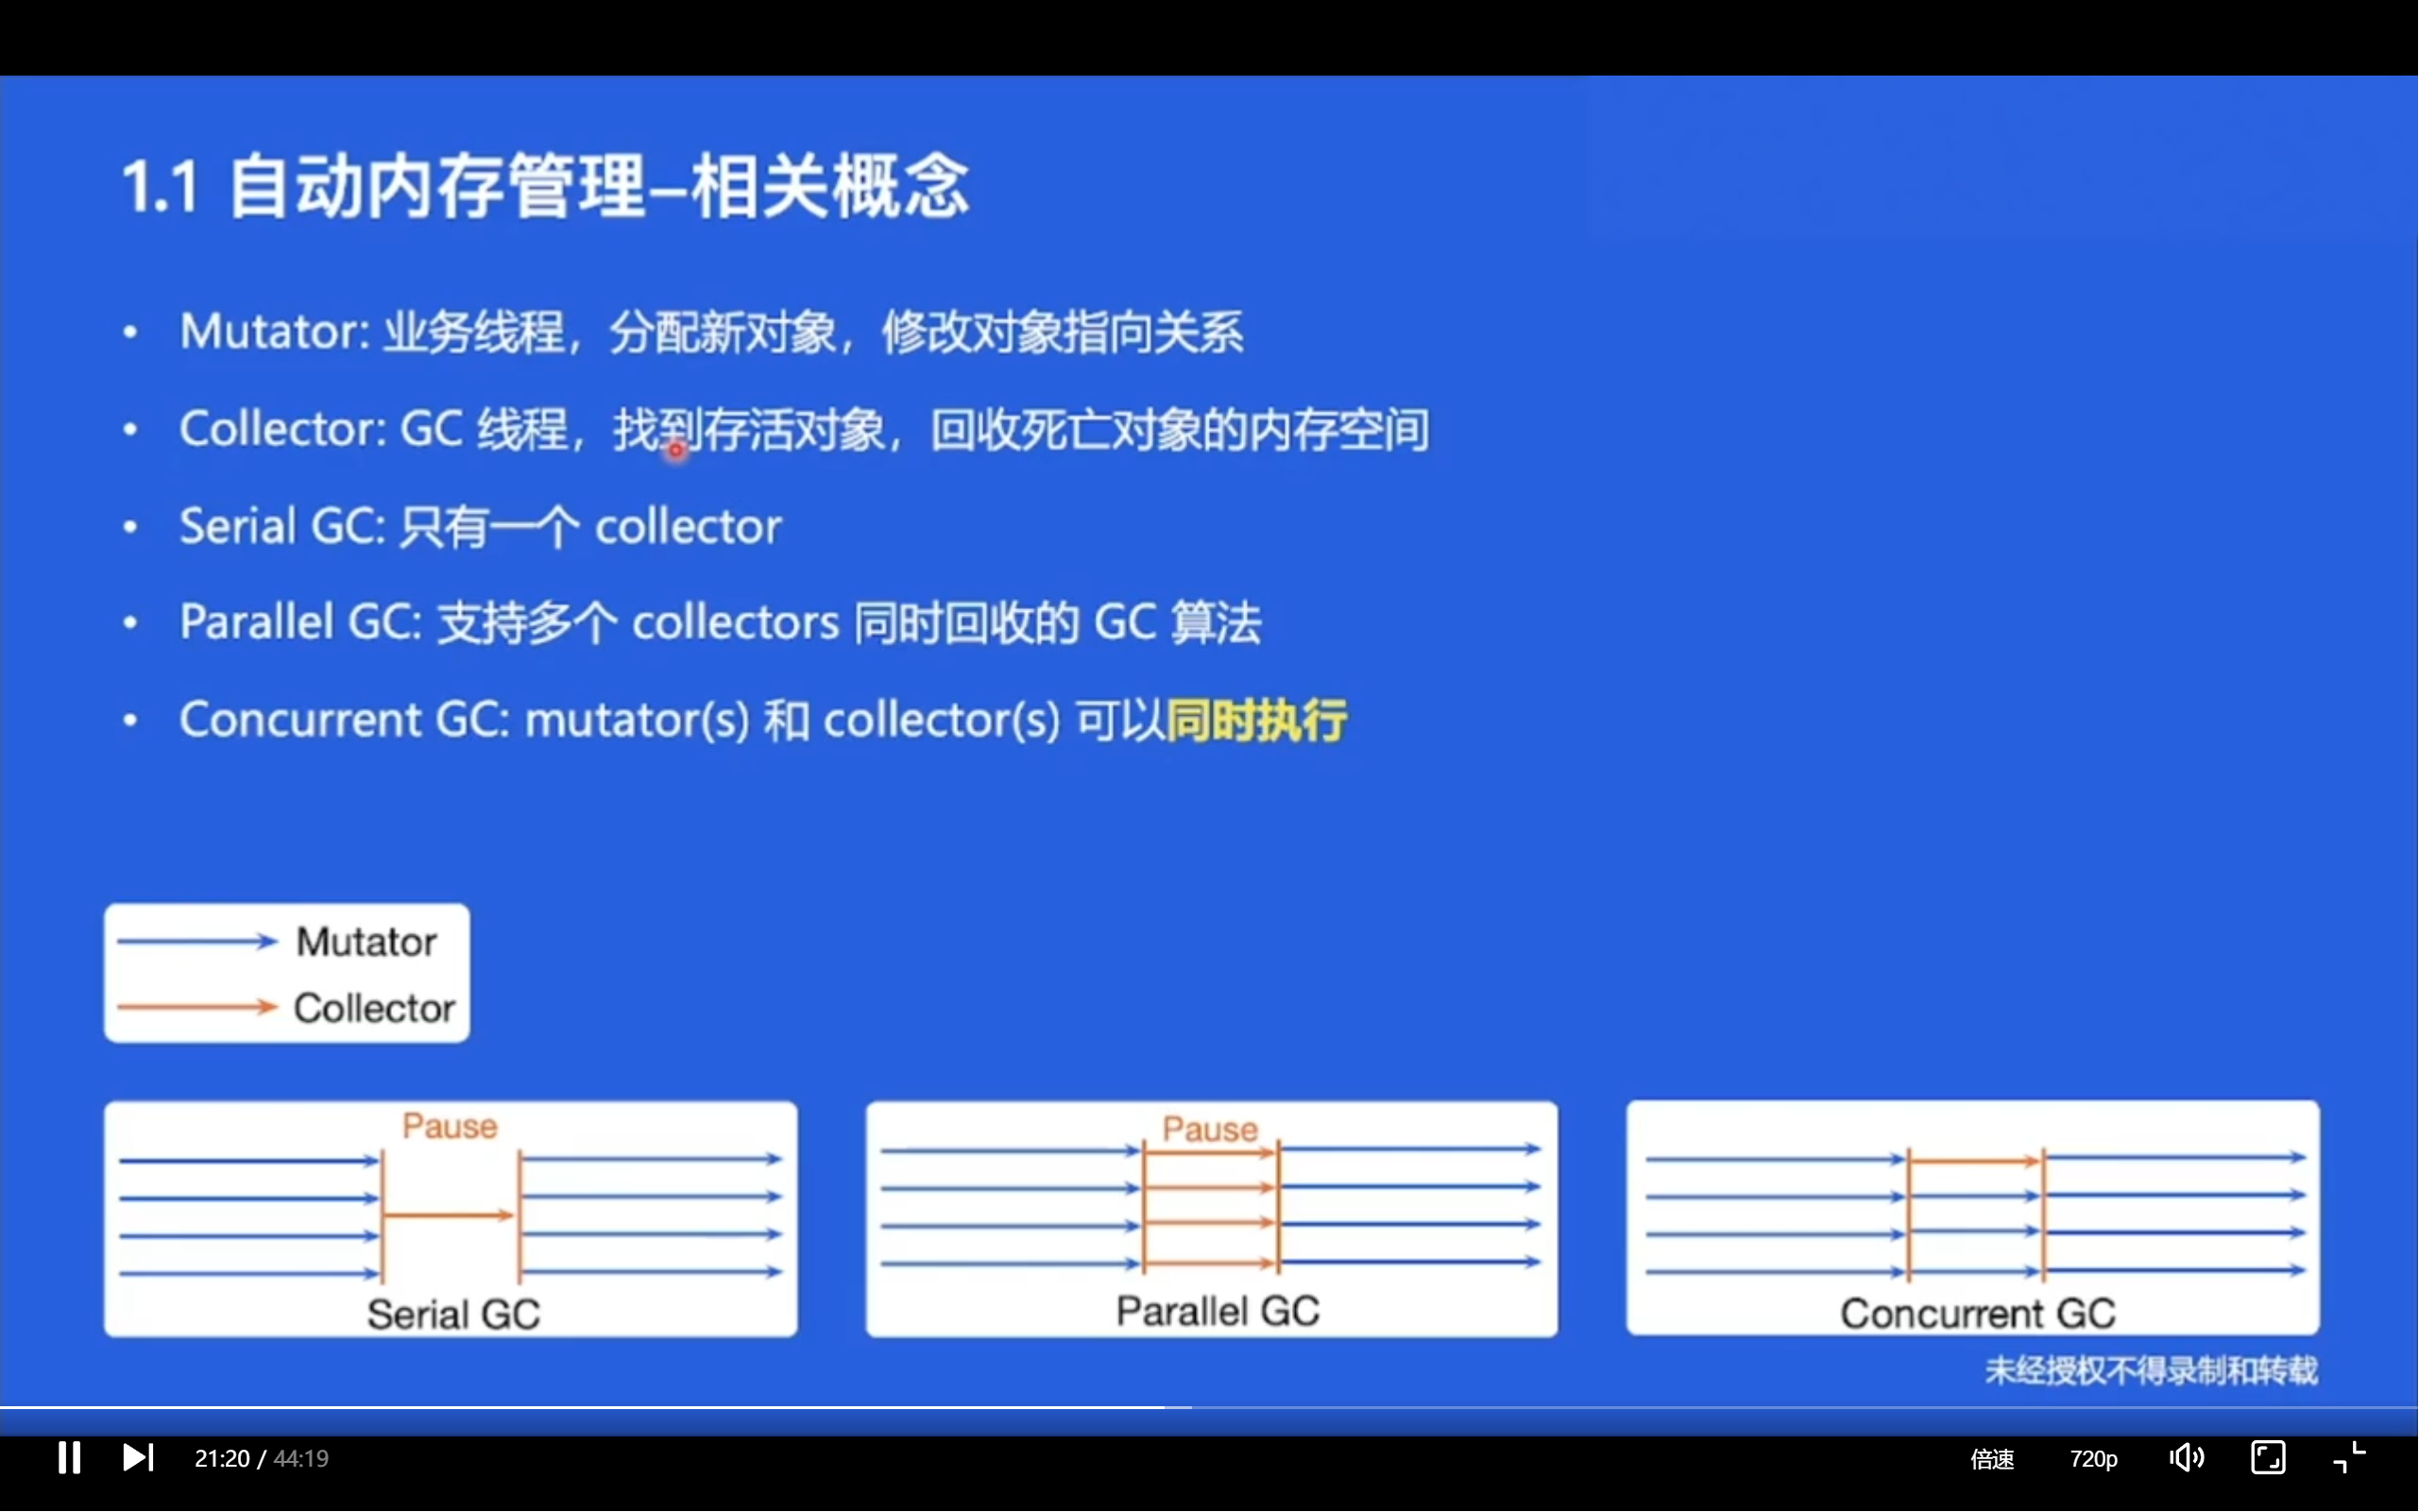 1.1 自动内存管理–相关概念
• Mutator: 业务线程，分配新对象，修改对象指向关系
• Collector: GC 线程，找到存活对象，回收死亡对象的内存空间
• Serial GC: 只有一个 collector
• Parallel GC: 支持多个 collectors 同时回收的 GC 算法
• Concurrent GC: mutator(s) 和 collector(s) 可以同时执行
Mutator
Collector
Pause
Serial GC
Pause
Parallel GC
Concurrent GC
未经授权不得录制和转载
21:20 / 44:19
倍速
720p